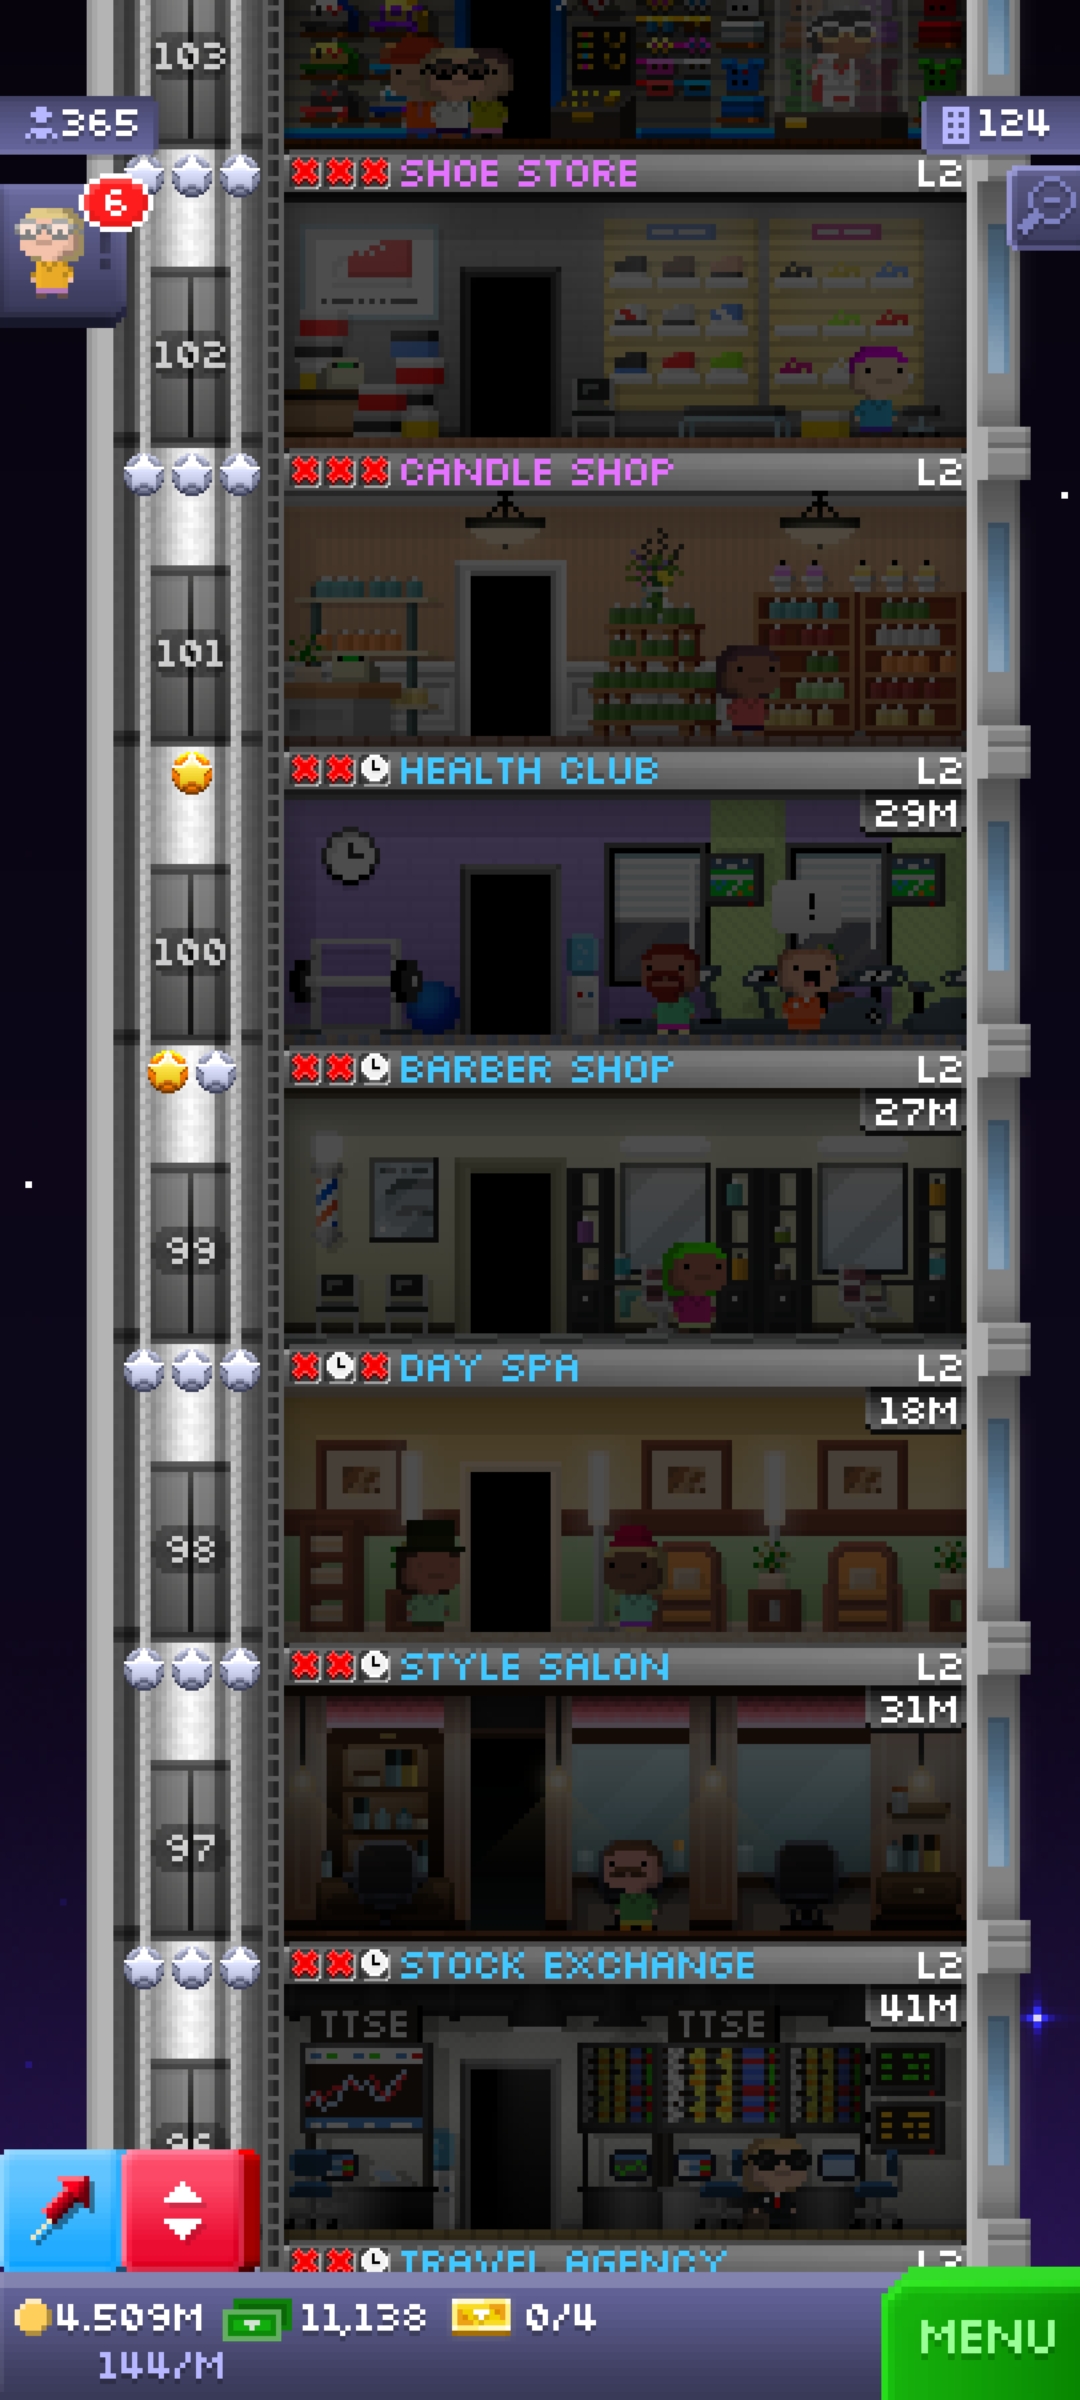 103
365
124
SHOE STORE L2
6
102
CANDLE SHOP L2
101
HEALTH CLUB L2
29M
!
100
BARBER SHOP L2
27M
99
DAY SPA L2
18M
98
STYLE SALON L2
31M
97
STOCK EXCHANGE L2
41M
TTSE TTSE
96
TRAVEL AGENCY L3
4.509M 11,138 0/4
144/M
MENU